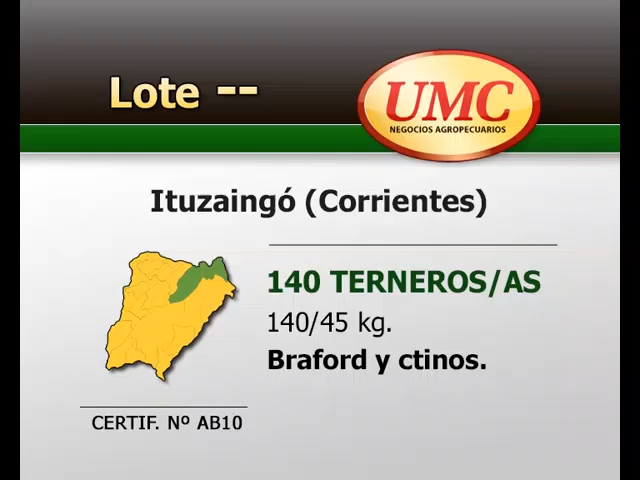 Lote --
UMC
NEGOCIOS AGROPECUARIOS
Ituzaingó (Corrientes)
140 TERNEROS/AS
140/45 kg.
Braford y ctinos.
CERTIF. Nº AB10